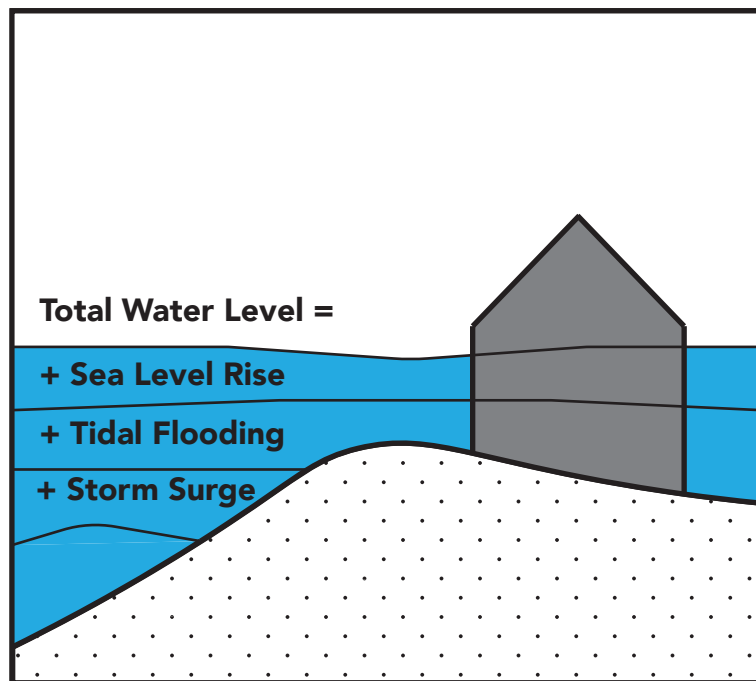 Total Water Level =
+ Sea Level Rise
+ Tidal Flooding
+ Storm Surge